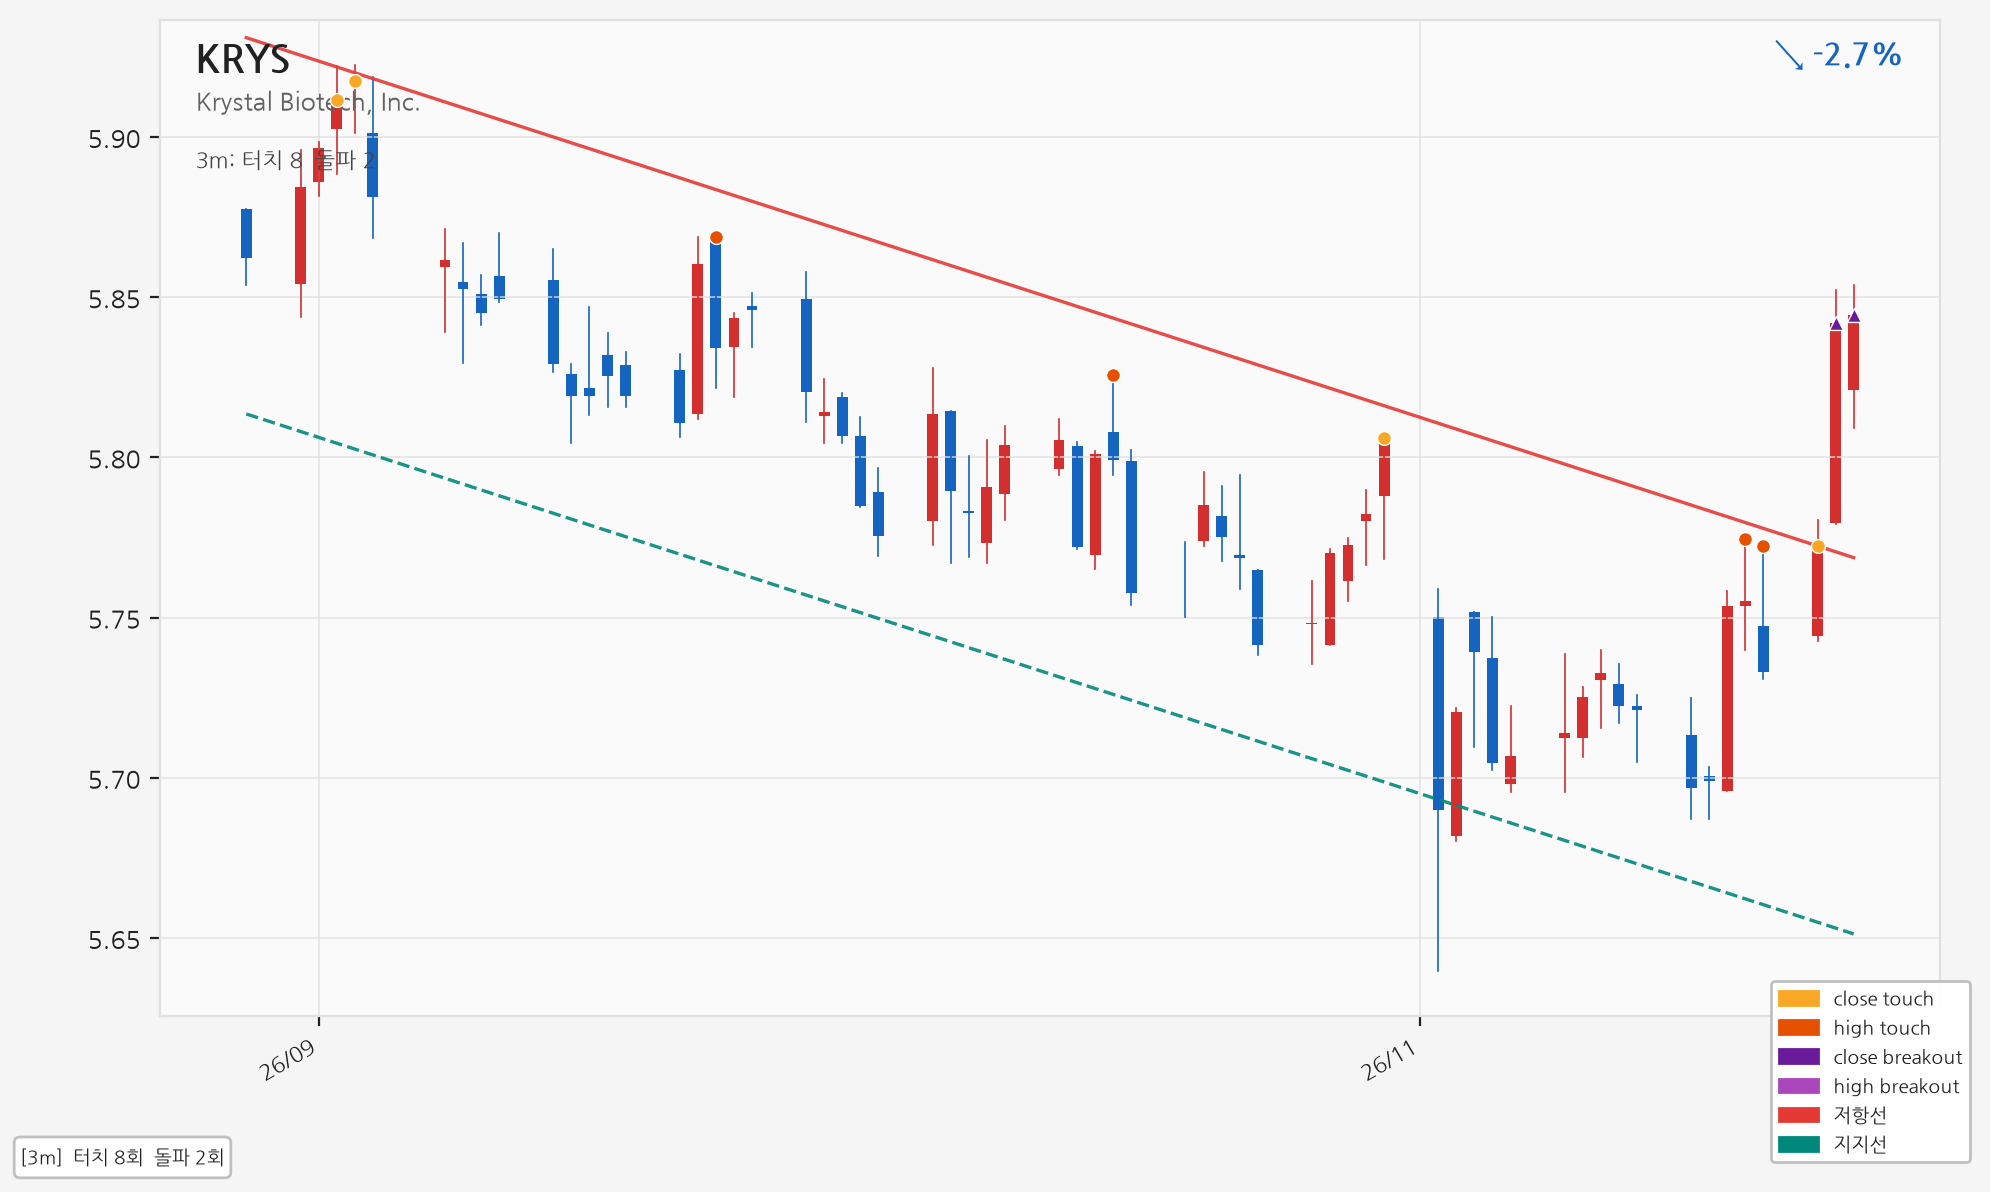 KRYS
↘ -2.7%
Krystal Biotech, Inc.
3m: 터치 8  돌파 2
5.90
5.85
5.80
5.75
5.70
5.65
26/09
26/11
close touch
high touch
close breakout
high breakout
저항선
지지선
[3m]  터치 8회  돌파 2회